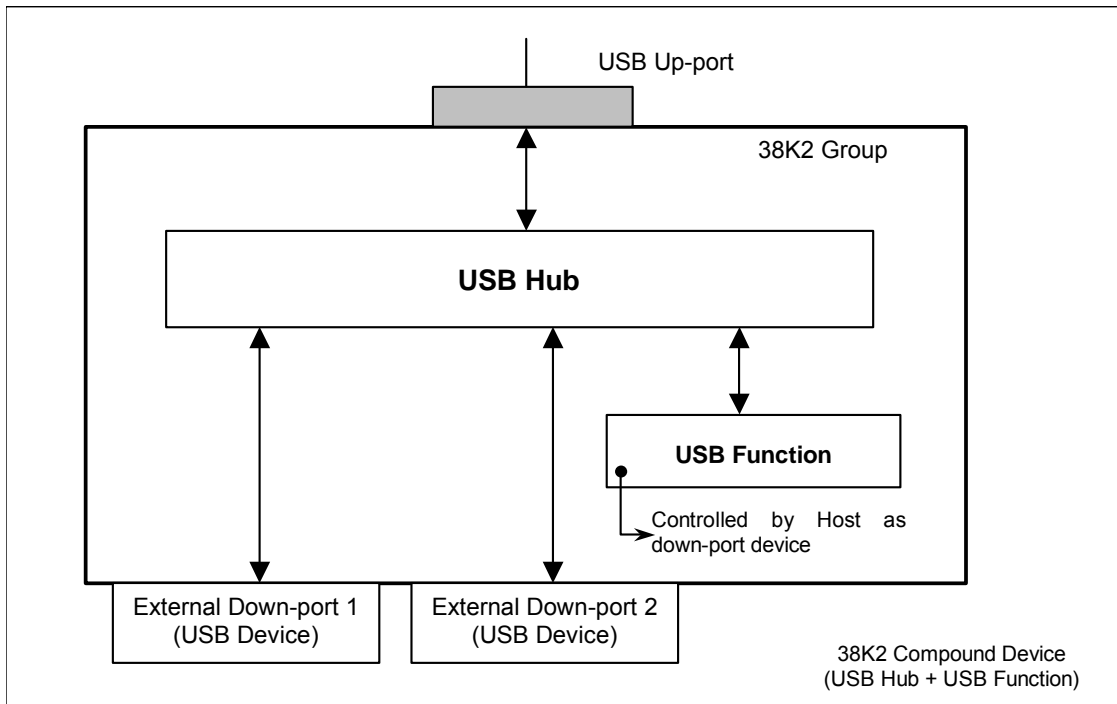 USB Up-port
38K2 Group
USB Hub
USB Function
Controlled by Host as
down-port device
External Down-port 1
(USB Device)
External Down-port 2
(USB Device)
38K2 Compound Device
(USB Hub + USB Function)